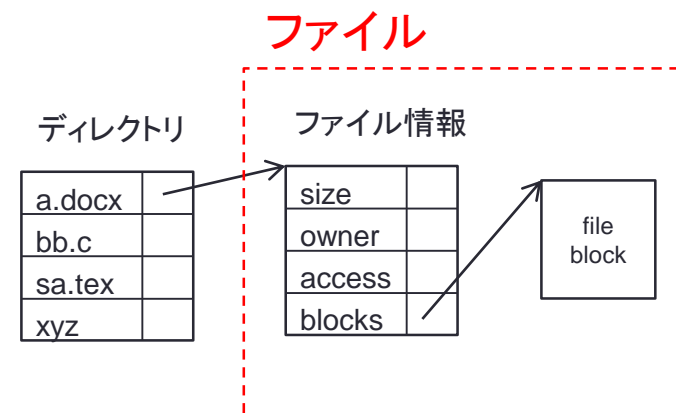 ファイル
ディレクトリ
ファイル情報
a.docx
bb.c
sa.tex
xyz
size
owner
access
blocks
file
block